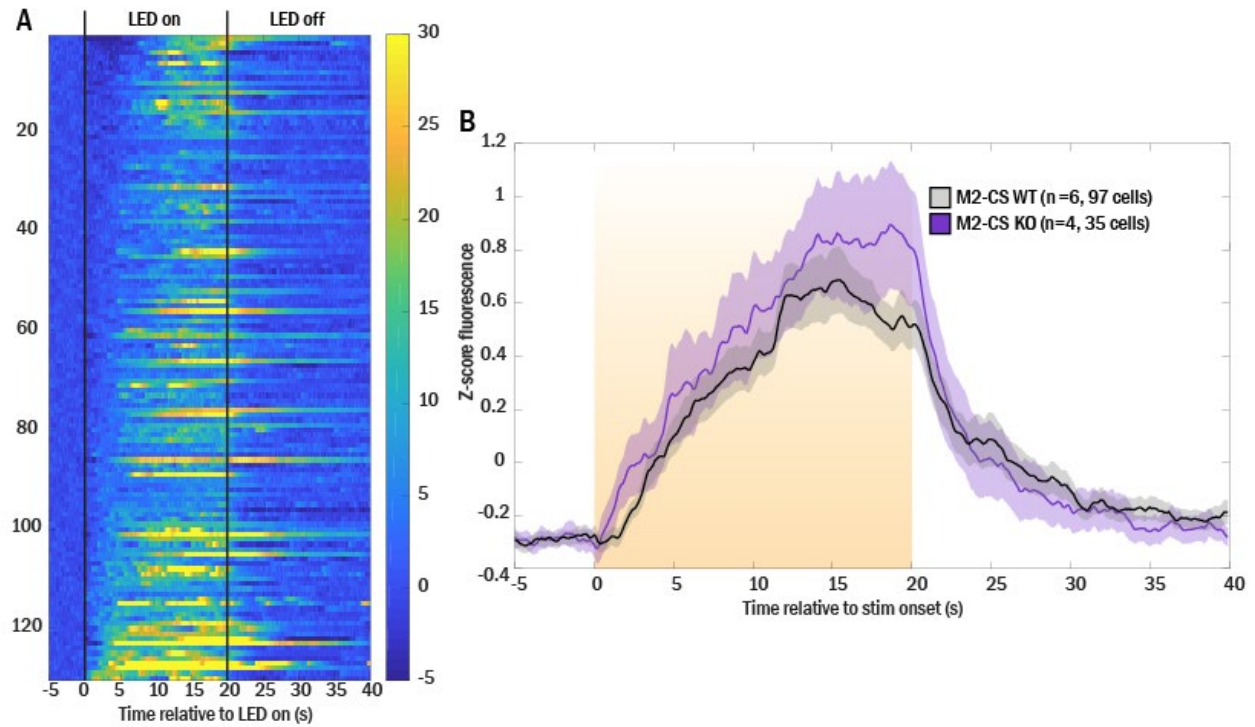 A
LED on
LED off
20
40
60
80
100
120
-5 0 5 10 15 20 25 30 35 40
Time relative to LED on (s)
30
25
20
15
10
5
0
-5
B
1.2
1
0.8
0.6
0.4
0.2
0
-0.2
-0.4
Z-score fluorescence
M2-CS WT (n =6, 97 cells)
M2-CS KO (n=4, 35 cells)
-5 0 5 10 15 20 25 30 35 40
Time relative to stim onset (s)